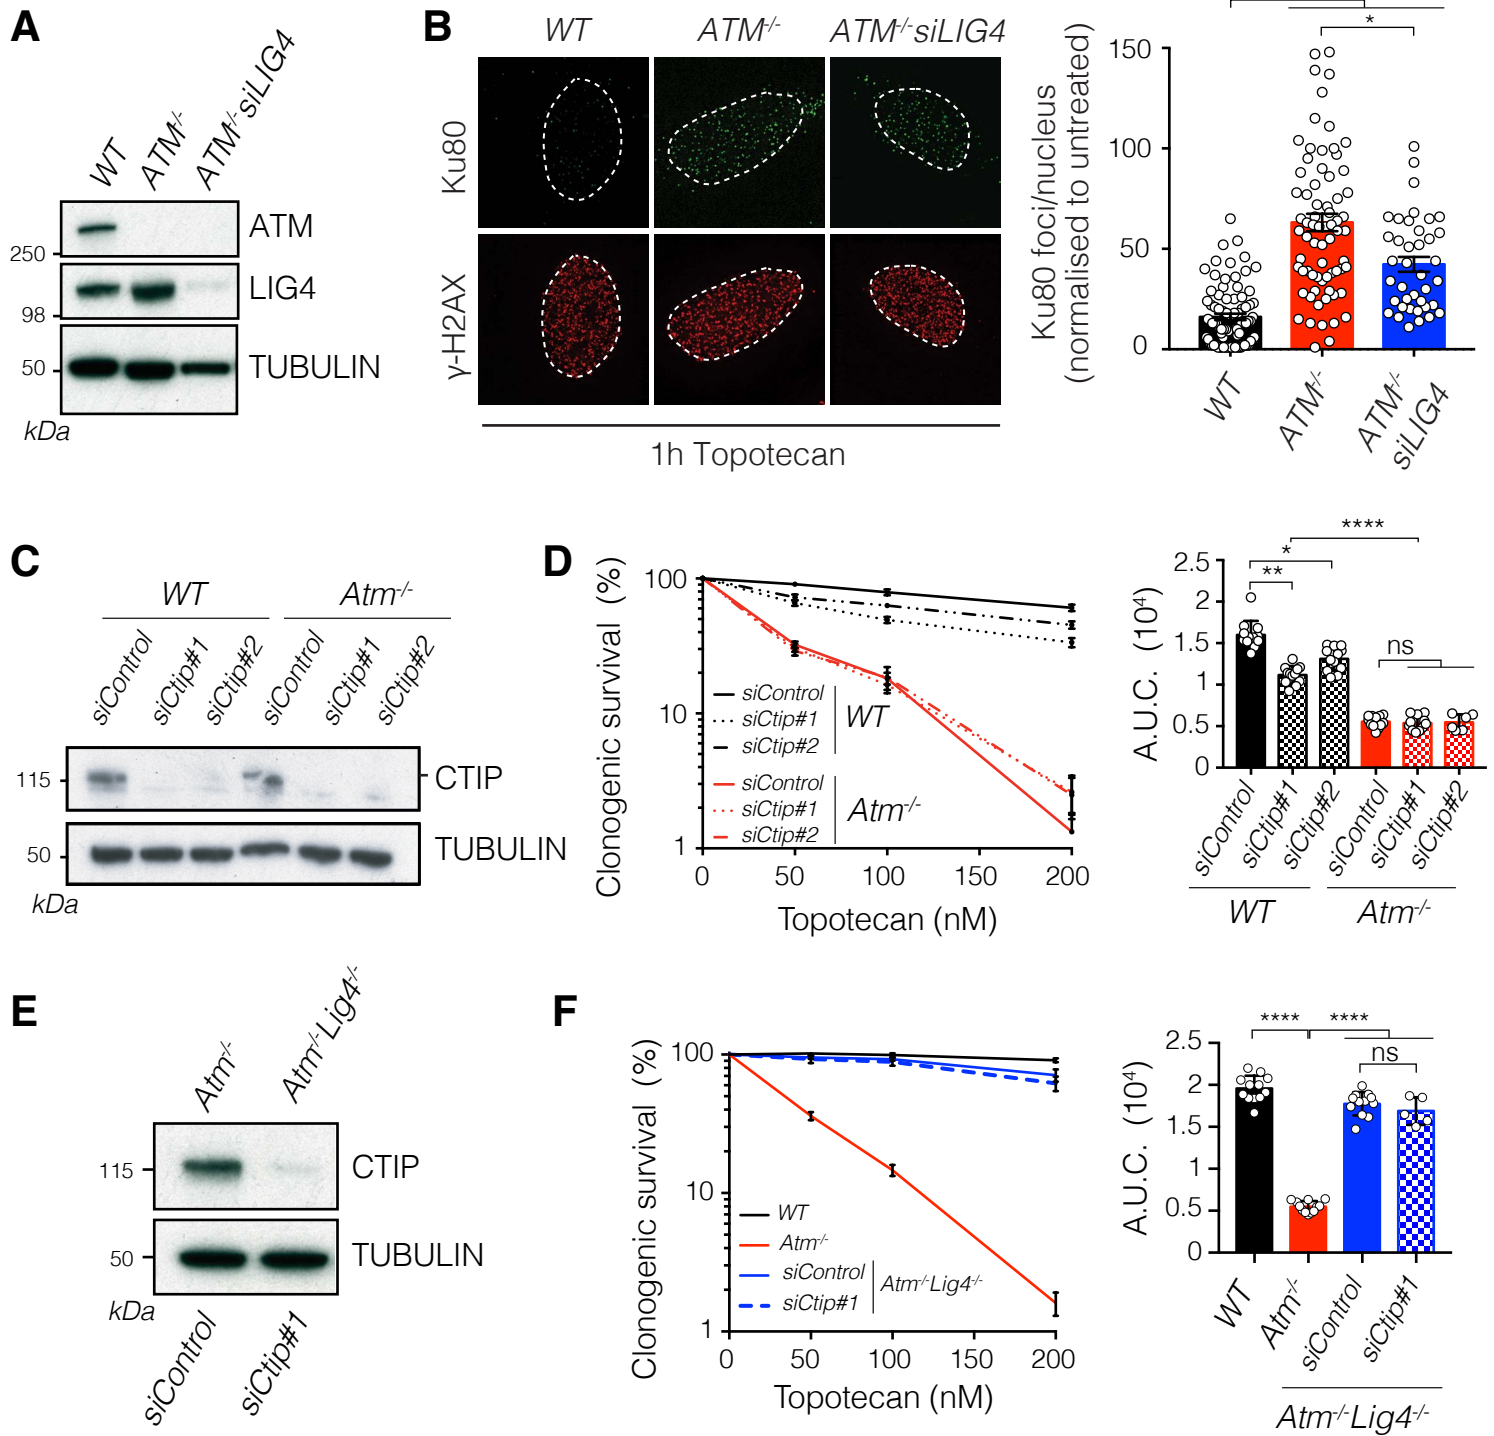 A
WT
ATM-/-
ATM-/-siLIG4
ATM
250
LIG4
98
50
TUBULIN
kDa
B
WT
ATM-/-
ATM-/-siLIG4
Ku80
γ-H2AX
1h Topotecan
*
Ku80 foci/nucleus
(normalised to untreated)
150
100
50
0
WT
ATM-/-
ATM-/-
siLIG4
C
WT
Atm-/-
siControl
siCtip#1
siCtip#2
siControl
siCtip#1
siCtip#2
115
CTIP
50
TUBULIN
kDa
D
Clonogenic survival (%)
100
10
1
siControl
siCtip#1
siCtip#2
WT
siControl
siCtip#1
siCtip#2
Atm-/-
0
50
100
150
200
Topotecan (nM)
****
*
**
ns
A.U.C. (10⁴)
2.5
2
1.5
1
0.5
0
siControl
siCtip#1
siCtip#2
siControl
siCtip#1
siCtip#2
WT
Atm-/-
E
Atm-/-
Atm-/-Lig4-/-
115
CTIP
50
TUBULIN
kDa
siControl
siCtip#1
F
Clonogenic survival (%)
100
10
1
WT
Atm-/-
siControl
siCtip#1
Atm-/-Lig4-/-
0
50
100
150
200
Topotecan (nM)
****
****
ns
A.U.C. (10⁴)
2.5
2
1.5
1
0.5
0
WT
Atm-/-
siControl
siCtip#1
Atm-/-Lig4-/-